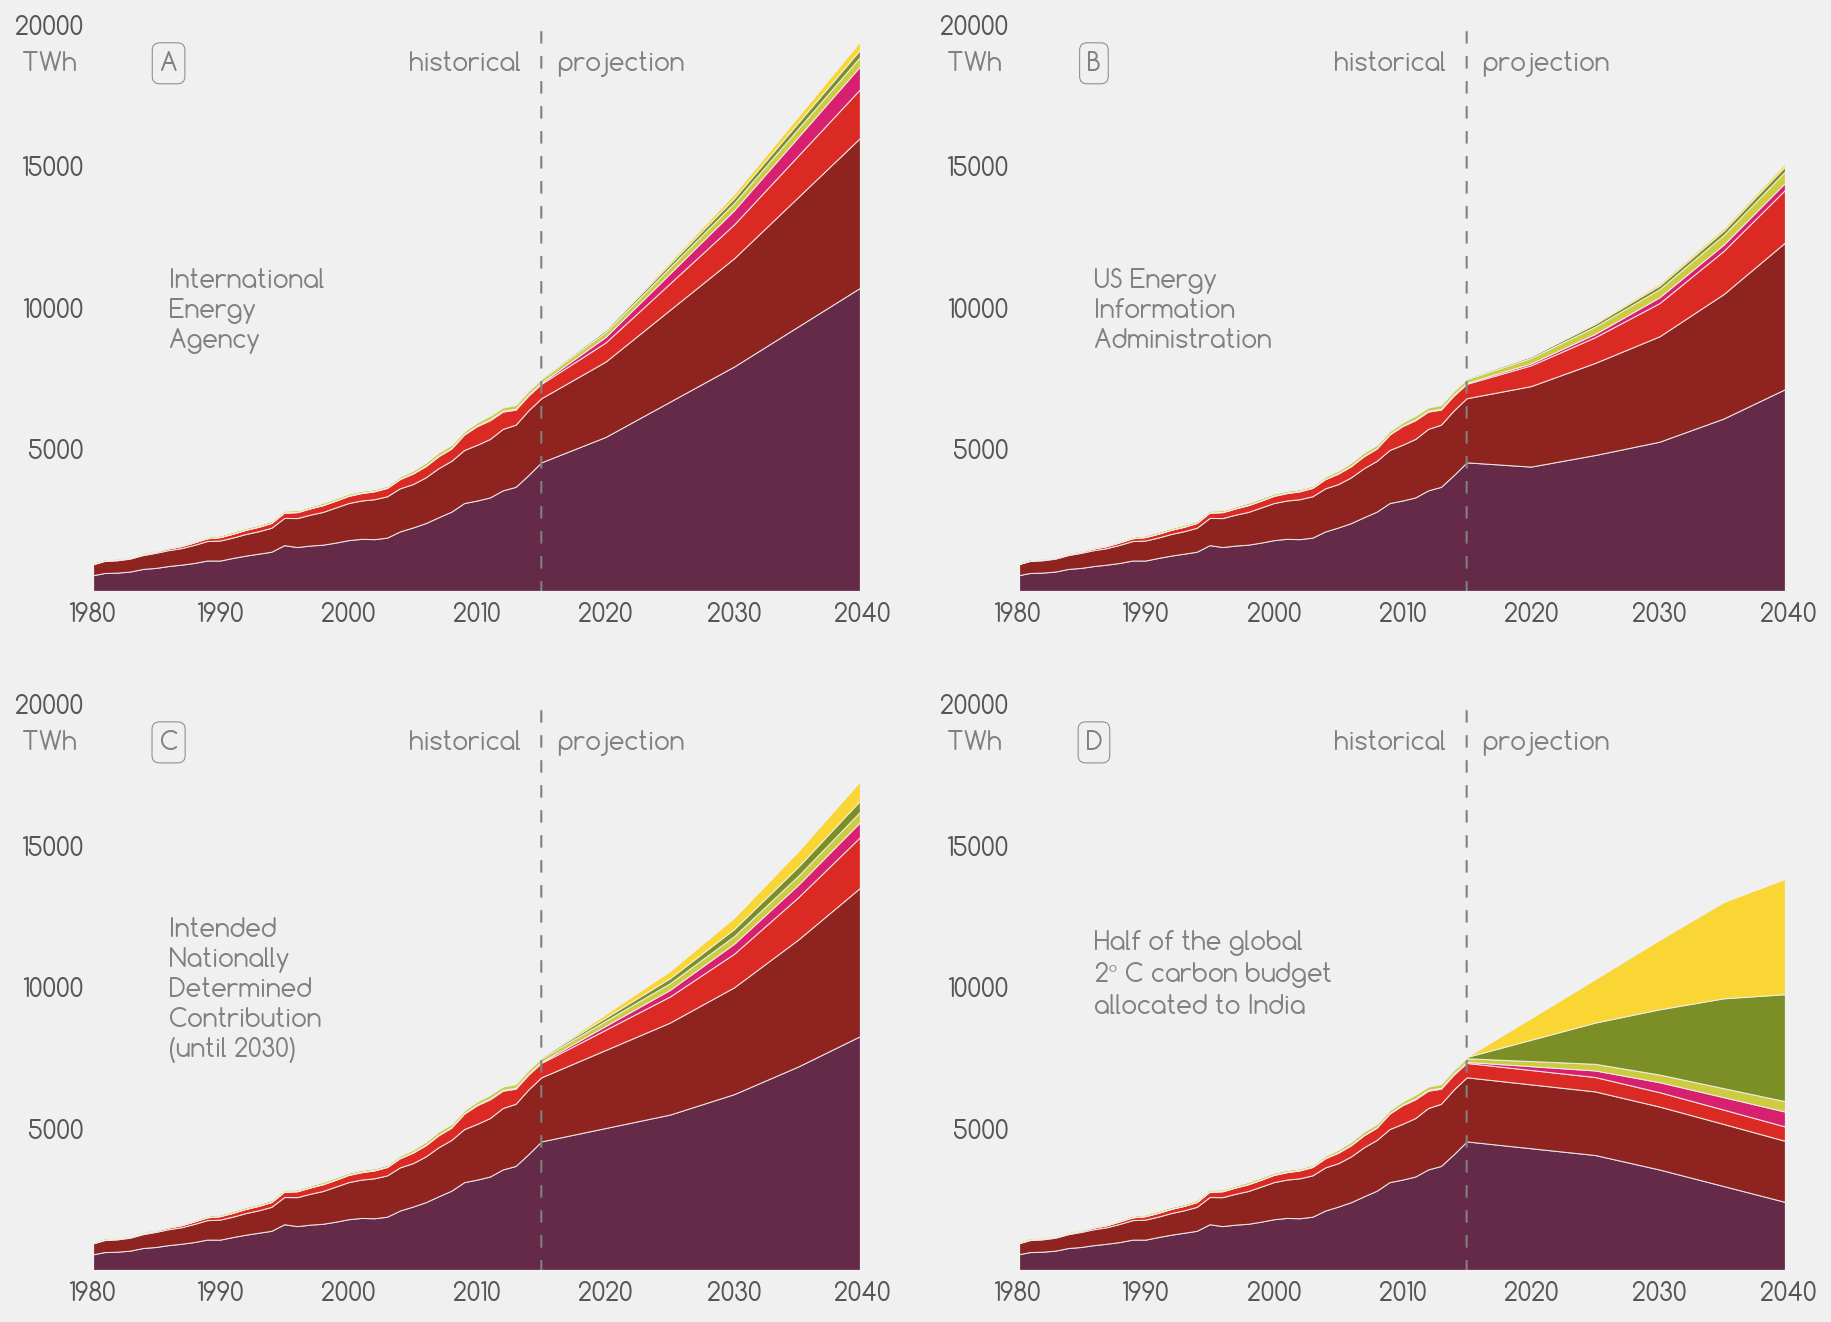 20000
TWh
A
historical
projection
15000
International
Energy
Agency
10000
5000
1980 1990 2000 2010 2020 2030 2040
20000
TWh
B
historical
projection
15000
US Energy
Information
Administration
10000
5000
1980 1990 2000 2010 2020 2030 2040
20000
TWh
C
historical
projection
15000
Intended
Nationally
Determined
Contribution
(until 2030)
10000
5000
1980 1990 2000 2010 2020 2030 2040
20000
TWh
D
historical
projection
15000
Half of the global
2° C carbon budget
allocated to India
10000
5000
1980 1990 2000 2010 2020 2030 2040